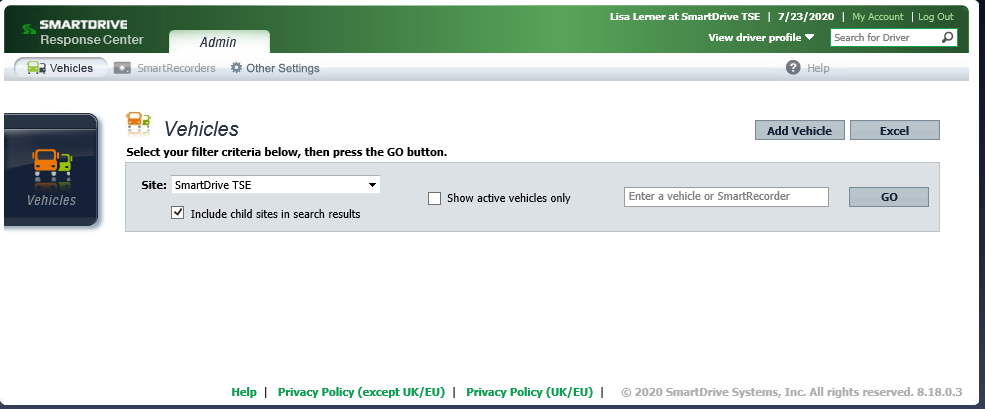 SMARTDRIVE
Response Center
Admin
Lisa Lerner at SmartDrive TSE | 7/23/2020 | My Account | Log Out
View driver profile
Search for Driver
Vehicles
SmartRecorders
Other Settings
Help
Vehicles
Vehicles
Add Vehicle
Excel
Select your filter criteria below, then press the GO button.
Site:
SmartDrive TSE
Include child sites in search results
Show active vehicles only
Enter a vehicle or SmartRecorder
GO
Help | Privacy Policy (except UK/EU) | Privacy Policy (UK/EU) | © 2020 SmartDrive Systems, Inc. All rights reserved. 8.18.0.3